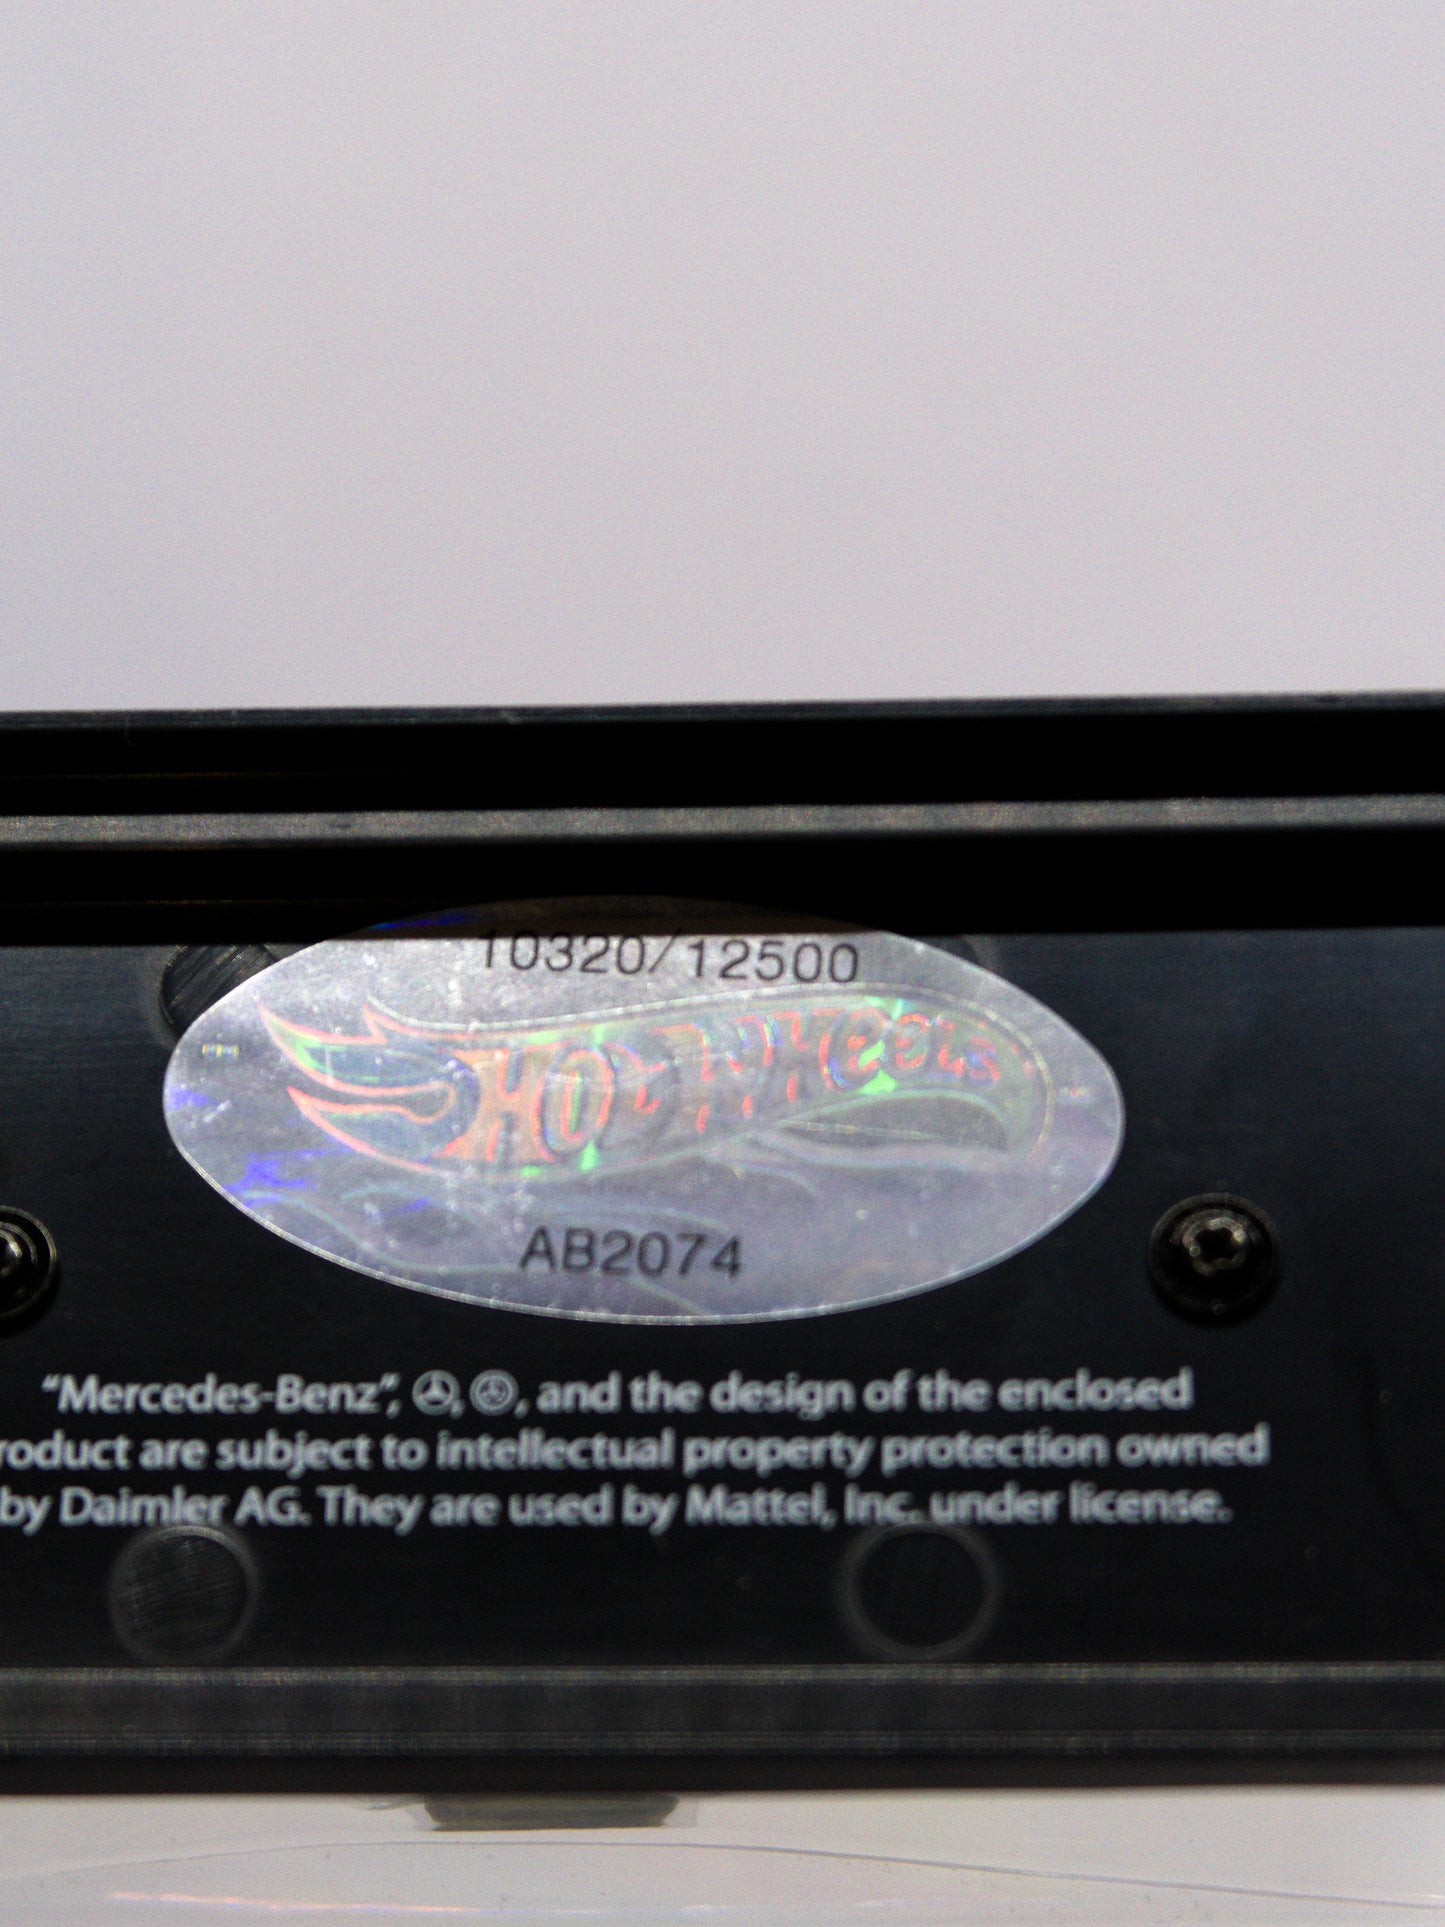 10320/12500
HOT WHEELS
AB2074
"Mercedes-Benz", , , and the design of the enclosed
roduct are subject to intellectual property protection owned
by Daimler AG. They are used by Mattel, Inc. under license.